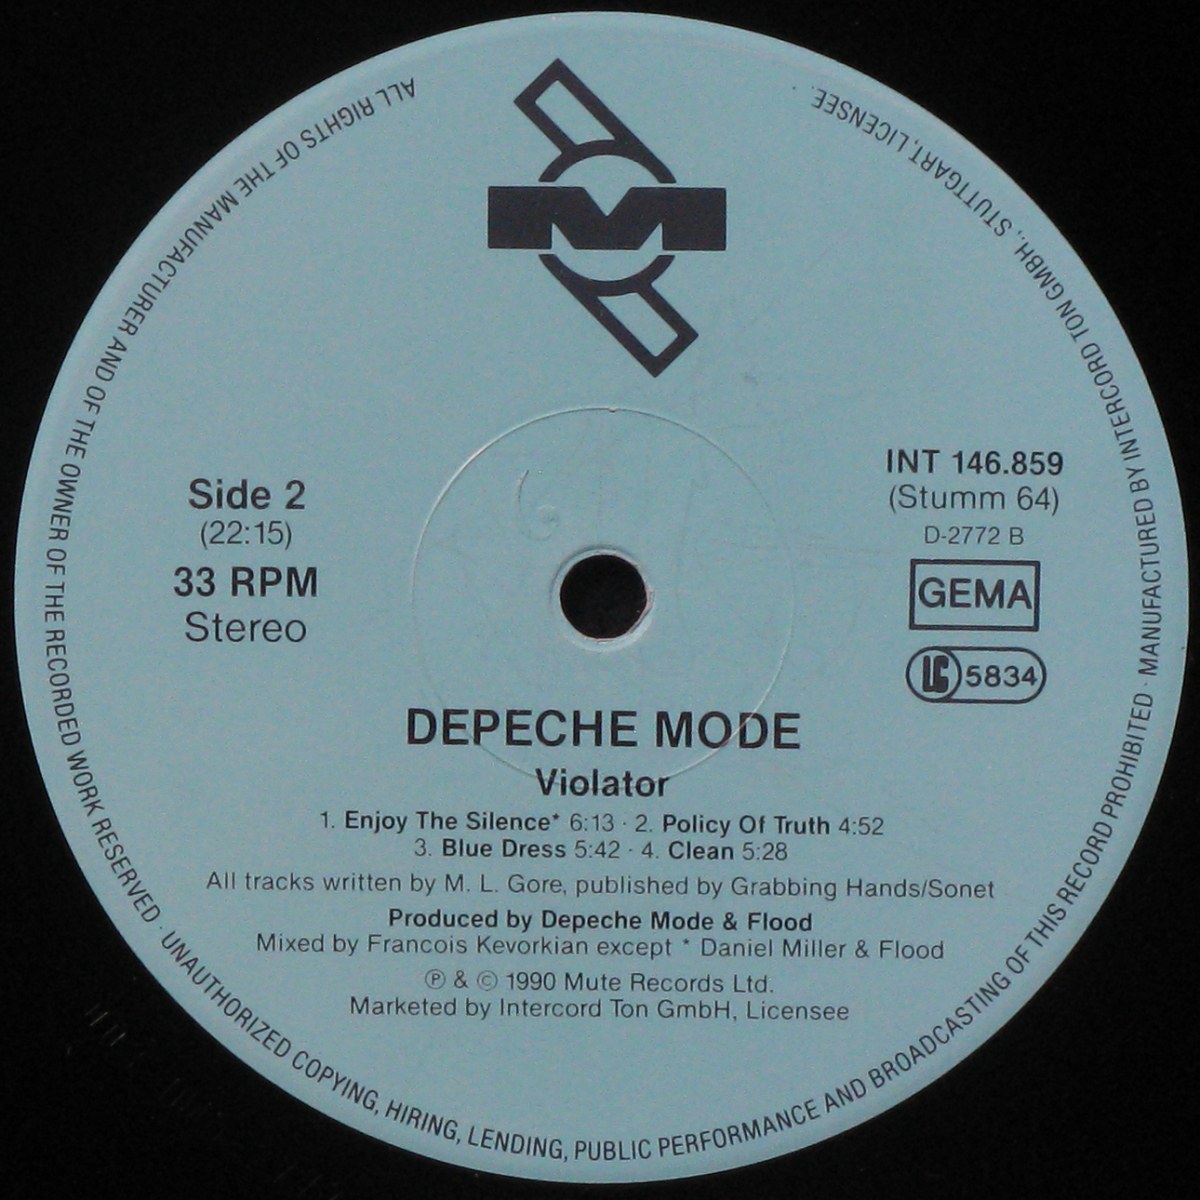 M
Side 2
(22:15)
33 RPM
Stereo
INT 146.859
(Stumm 64)
D-2772 B
GEMA
LC 5834
DEPECHE MODE
Violator
1. Enjoy The Silence* 6:13 · 2. Policy Of Truth 4:52
3. Blue Dress 5:42 · 4. Clean 5:28
All tracks written by M. L. Gore, published by Grabbing Hands/Sonet
Produced by Depeche Mode & Flood
Mixed by Francois Kevorkian except * Daniel Miller & Flood
℗ & © 1990 Mute Records Ltd.
Marketed by Intercord Ton GmbH, Licensee
ALL RIGHTS OF THE MANUFACTURER AND OF THE OWNER OF THE RECORDED WORK RESERVED · UNAUTHORIZED COPYING, HIRING, LENDING, PUBLIC PERFORMANCE AND BROADCASTING OF THIS RECORD PROHIBITED · MANUFACTURED BY INTERCORD TON GMBH., STUTTGART, LICENSEE.